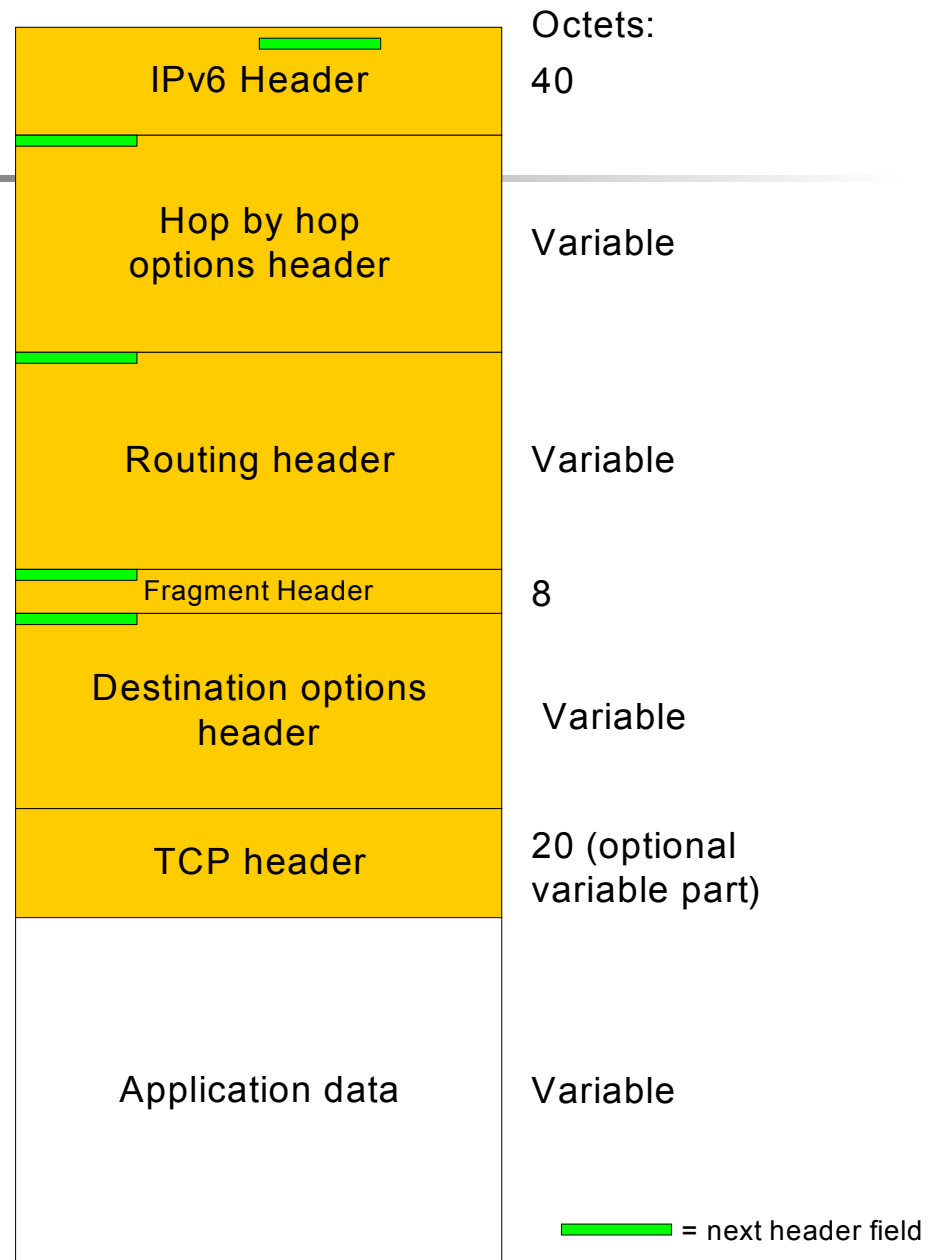 Octets:
IPv6 Header
40
Hop by hop
options header
Variable
Routing header
Variable
Fragment Header
8
Destination options
header
Variable
TCP header
20 (optional
variable part)
Application data
Variable
= next header field